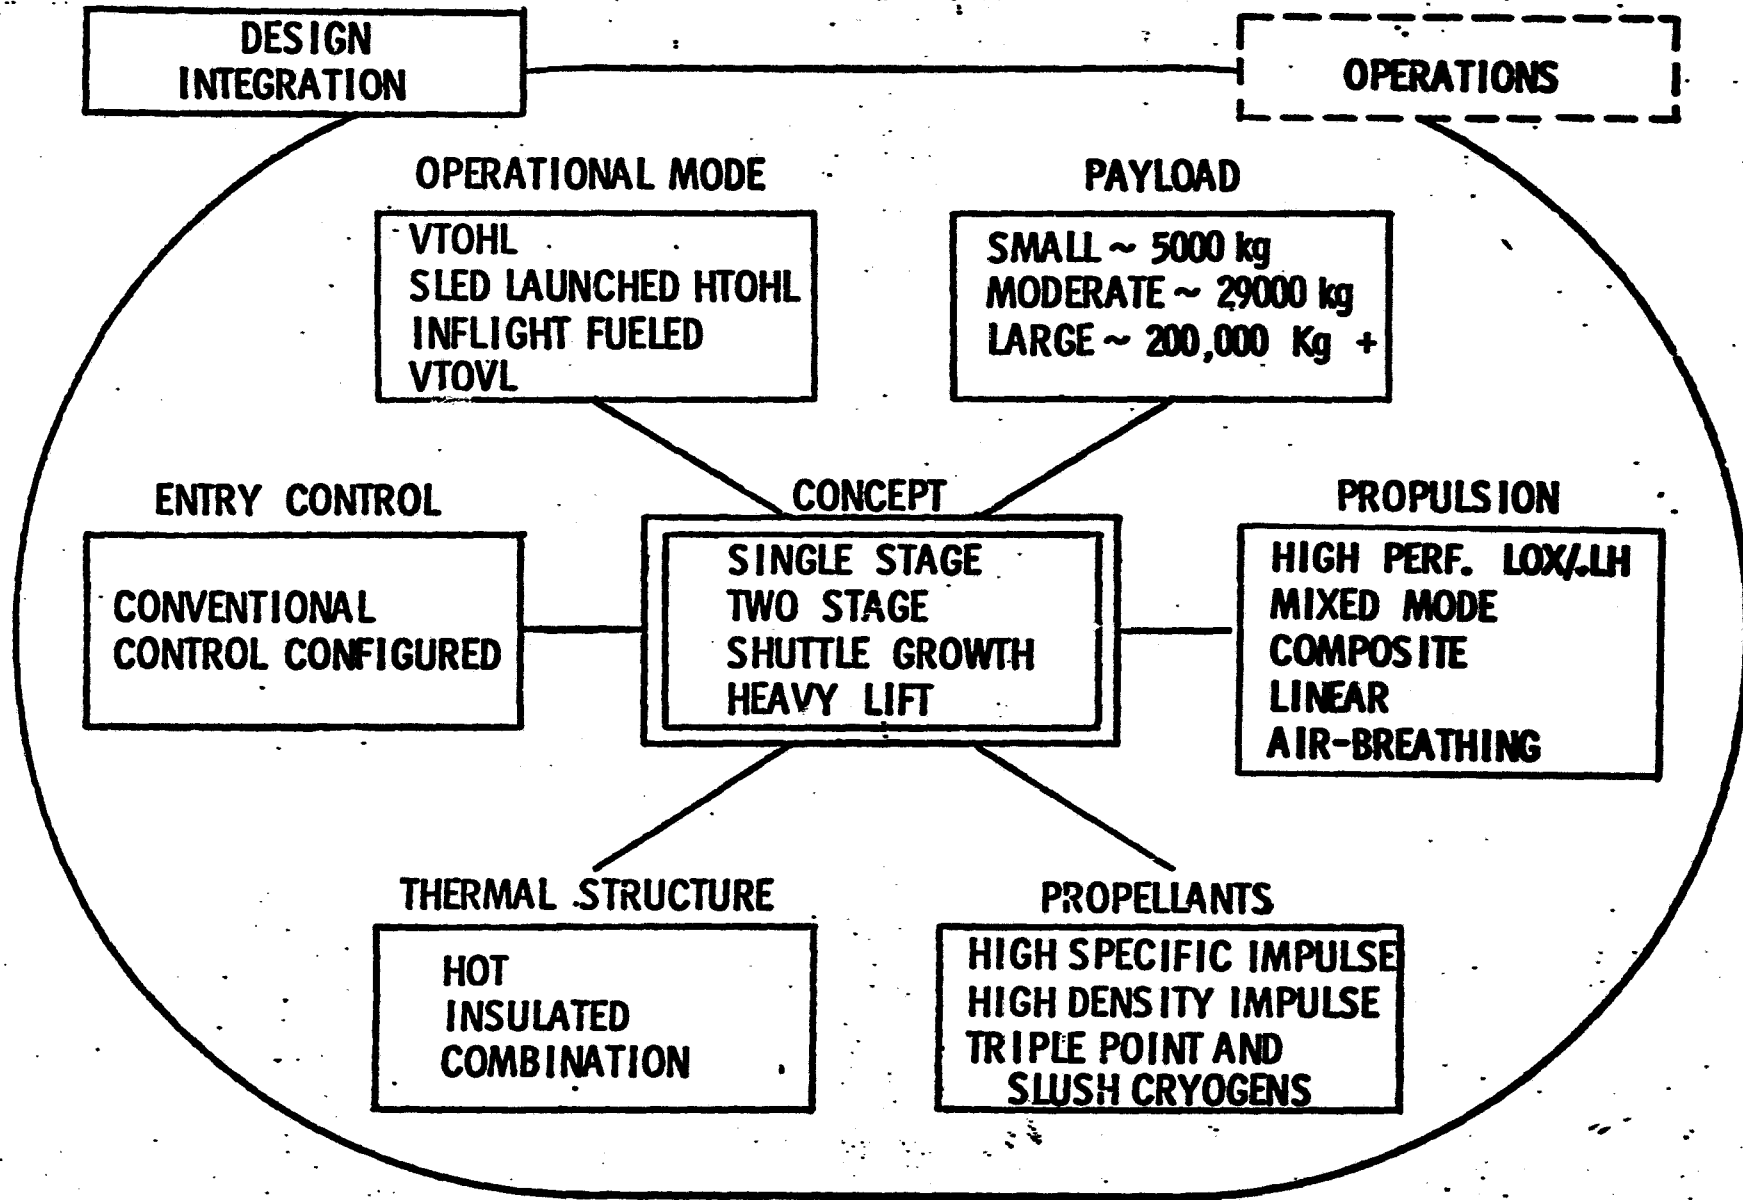 DESIGN
INTEGRATION
OPERATIONS
OPERATIONAL MODE
VTOHL
SLED LAUNCHED HTOHL
INFLIGHT FUELED
VTOVL
PAYLOAD
SMALL ~ 5000 kg
MODERATE ~ 29000 kg
LARGE ~ 200,000 Kg +
ENTRY CONTROL
CONVENTIONAL
CONTROL CONFIGURED
CONCEPT
SINGLE STAGE
TWO STAGE
SHUTTLE GROWTH
HEAVY LIFT
PROPULSION
HIGH PERF. LOX/LH
MIXED MODE
COMPOSITE
LINEAR
AIR-BREATHING
THERMAL STRUCTURE
HOT
INSULATED
COMBINATION
PROPELLANTS
HIGH SPECIFIC IMPULSE
HIGH DENSITY IMPULSE
TRIPLE POINT AND
SLUSH CRYOGENS